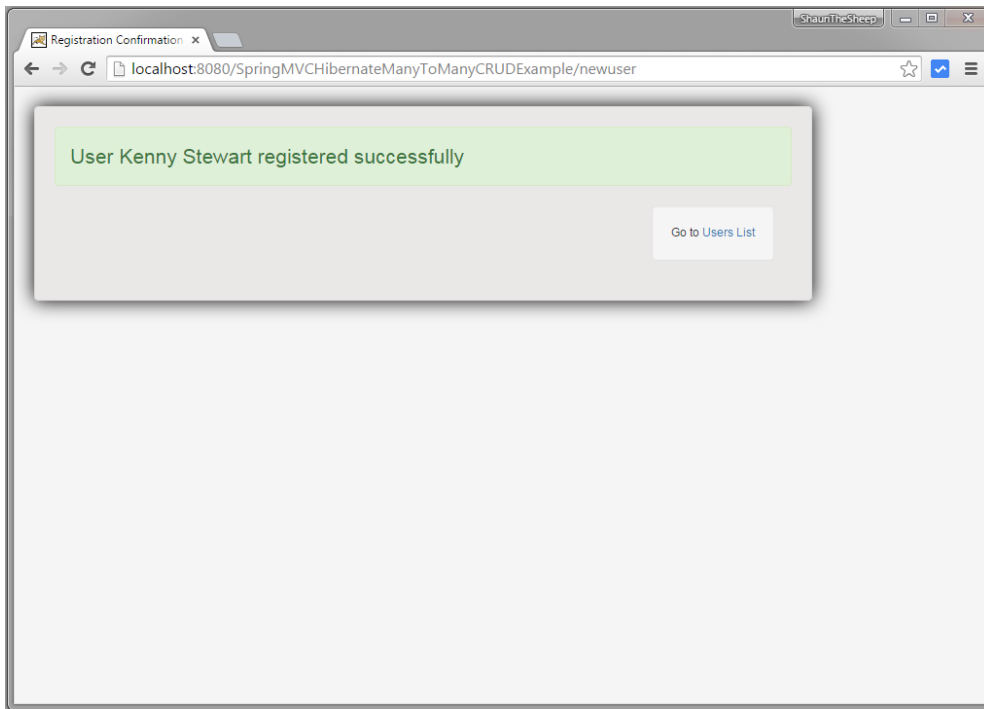 ShaunTheSheep
Registration Confirmation
localhost:8080/SpringMVCHibernateManyToManyCRUDExample/newuser
User Kenny Stewart registered successfully
Go to Users List